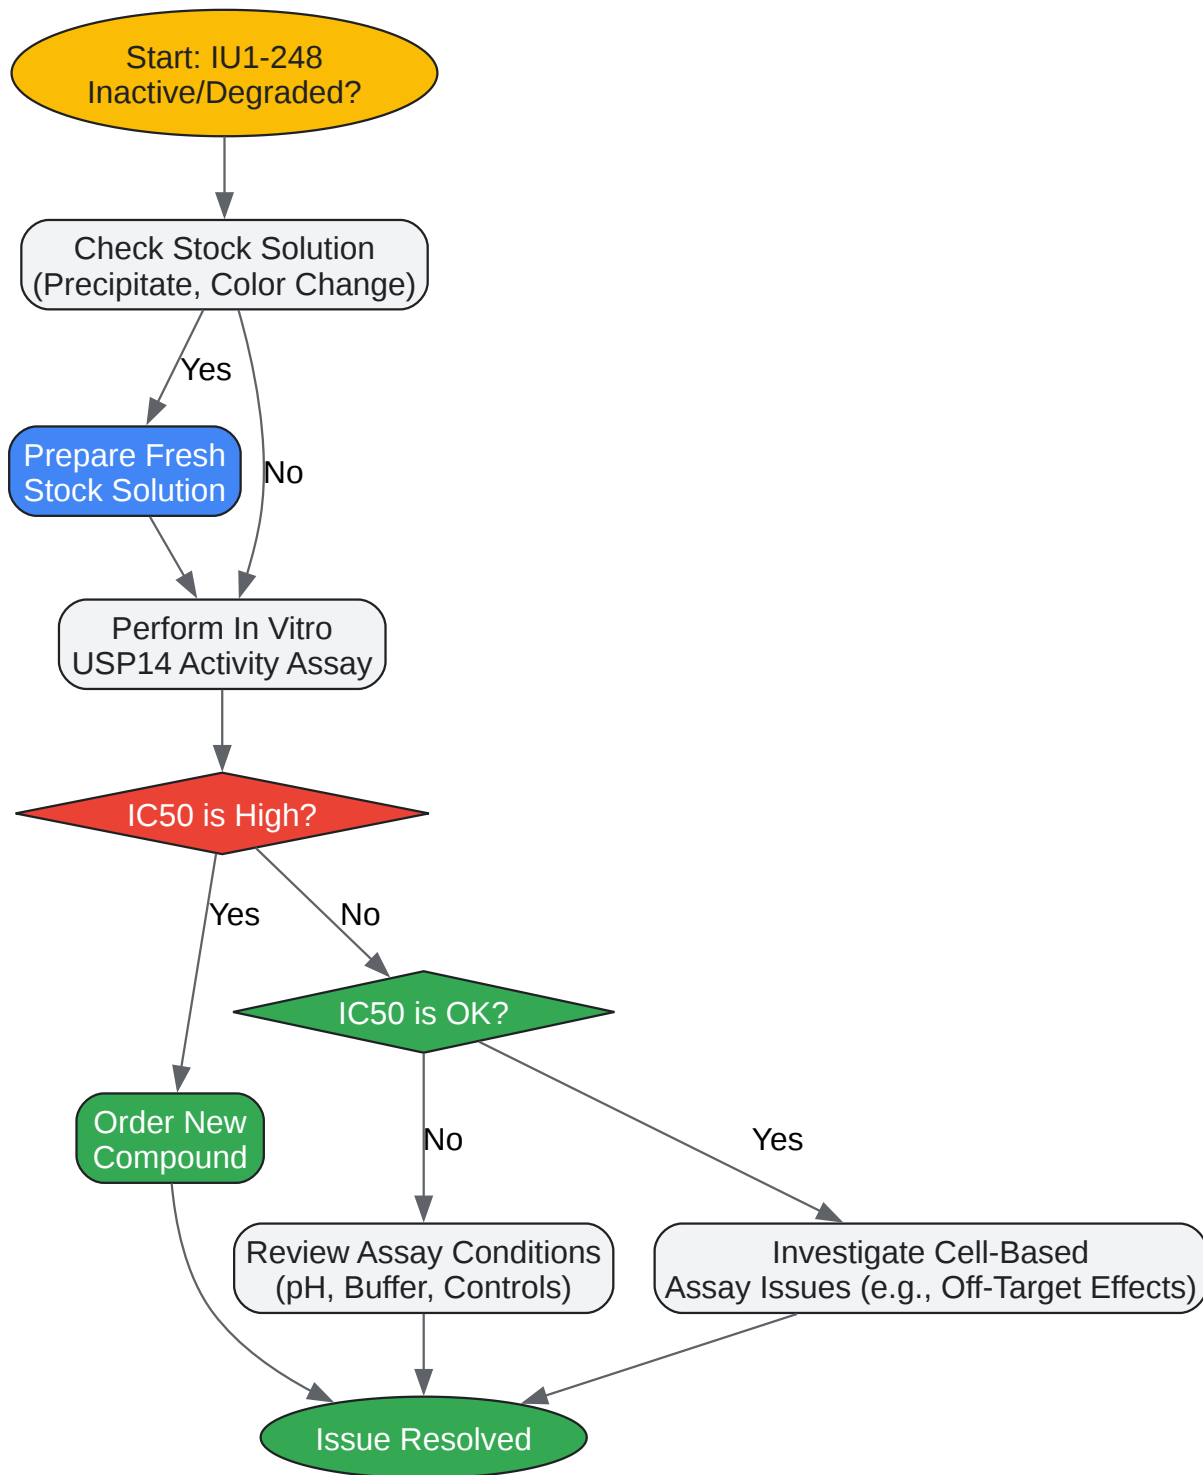 Start: IU1-248
Inactive/Degraded?
Check Stock Solution
(Precipitate, Color Change)
Yes
Prepare Fresh
Stock Solution
No
Perform In Vitro
USP14 Activity Assay
IC50 is High?
Yes
No
IC50 is OK?
Order New
Compound
No
Yes
Review Assay Conditions
(pH, Buffer, Controls)
Investigate Cell-Based
Assay Issues (e.g., Off-Target Effects)
Issue Resolved